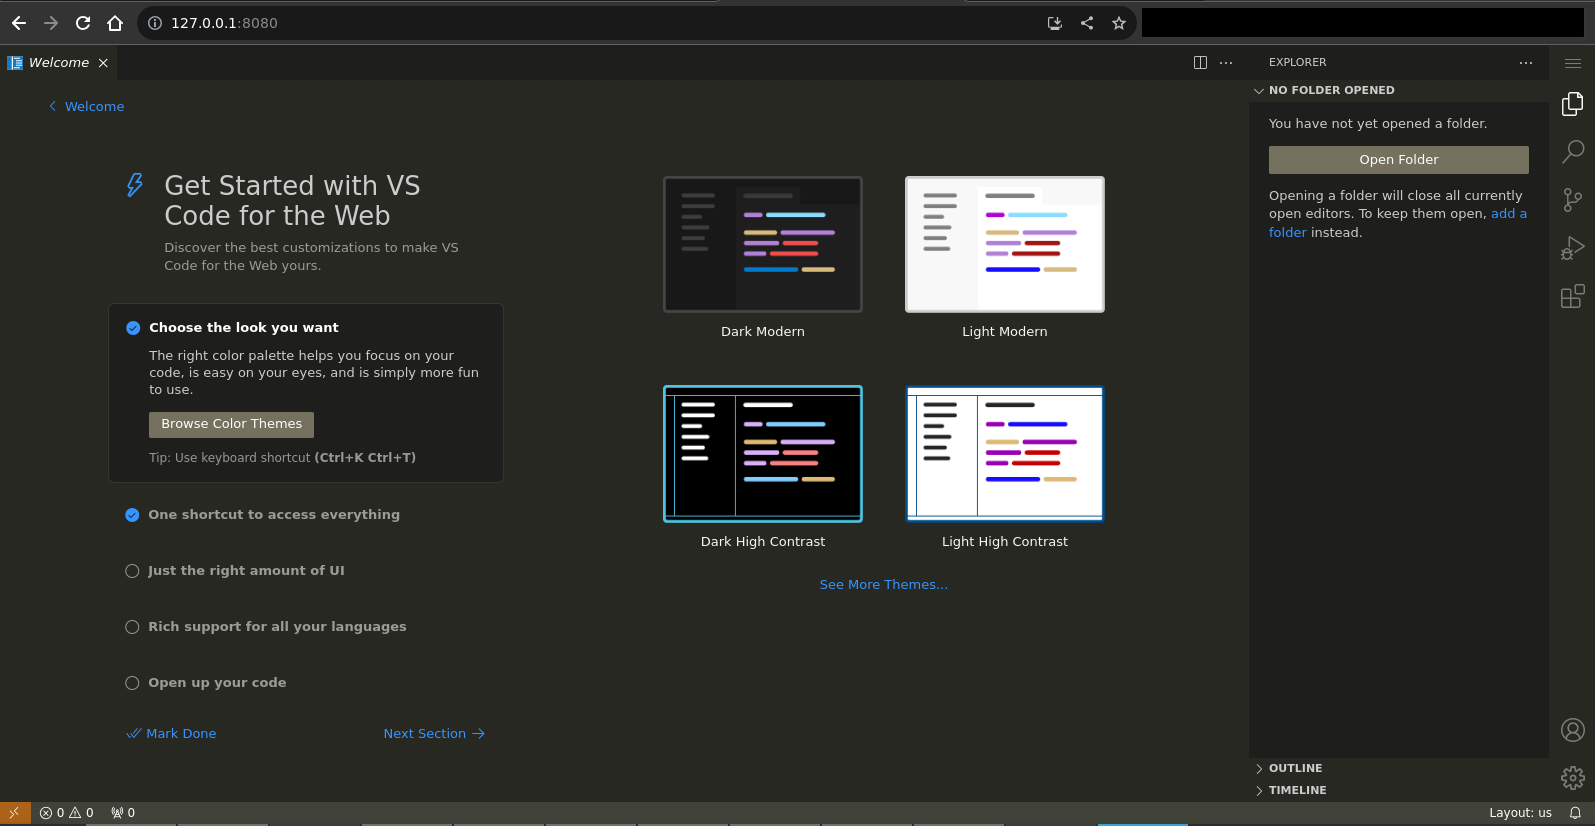 127.0.0.1:8080
Welcome
EXPLORER
NO FOLDER OPENED
Welcome
You have not yet opened a folder.
Open Folder
Opening a folder will close all currently
open editors. To keep them open, add a
folder instead.
Get Started with VS
Code for the Web
Discover the best customizations to make VS
Code for the Web yours.
Choose the look you want
The right color palette helps you focus on your
code, is easy on your eyes, and is simply more fun
to use.
Browse Color Themes
Tip: Use keyboard shortcut (Ctrl+K Ctrl+T)
One shortcut to access everything
Just the right amount of UI
Rich support for all your languages
Open up your code
Mark Done
Next Section
Dark Modern
Light Modern
Dark High Contrast
Light High Contrast
See More Themes...
OUTLINE
TIMELINE
0 0 0
Layout: us